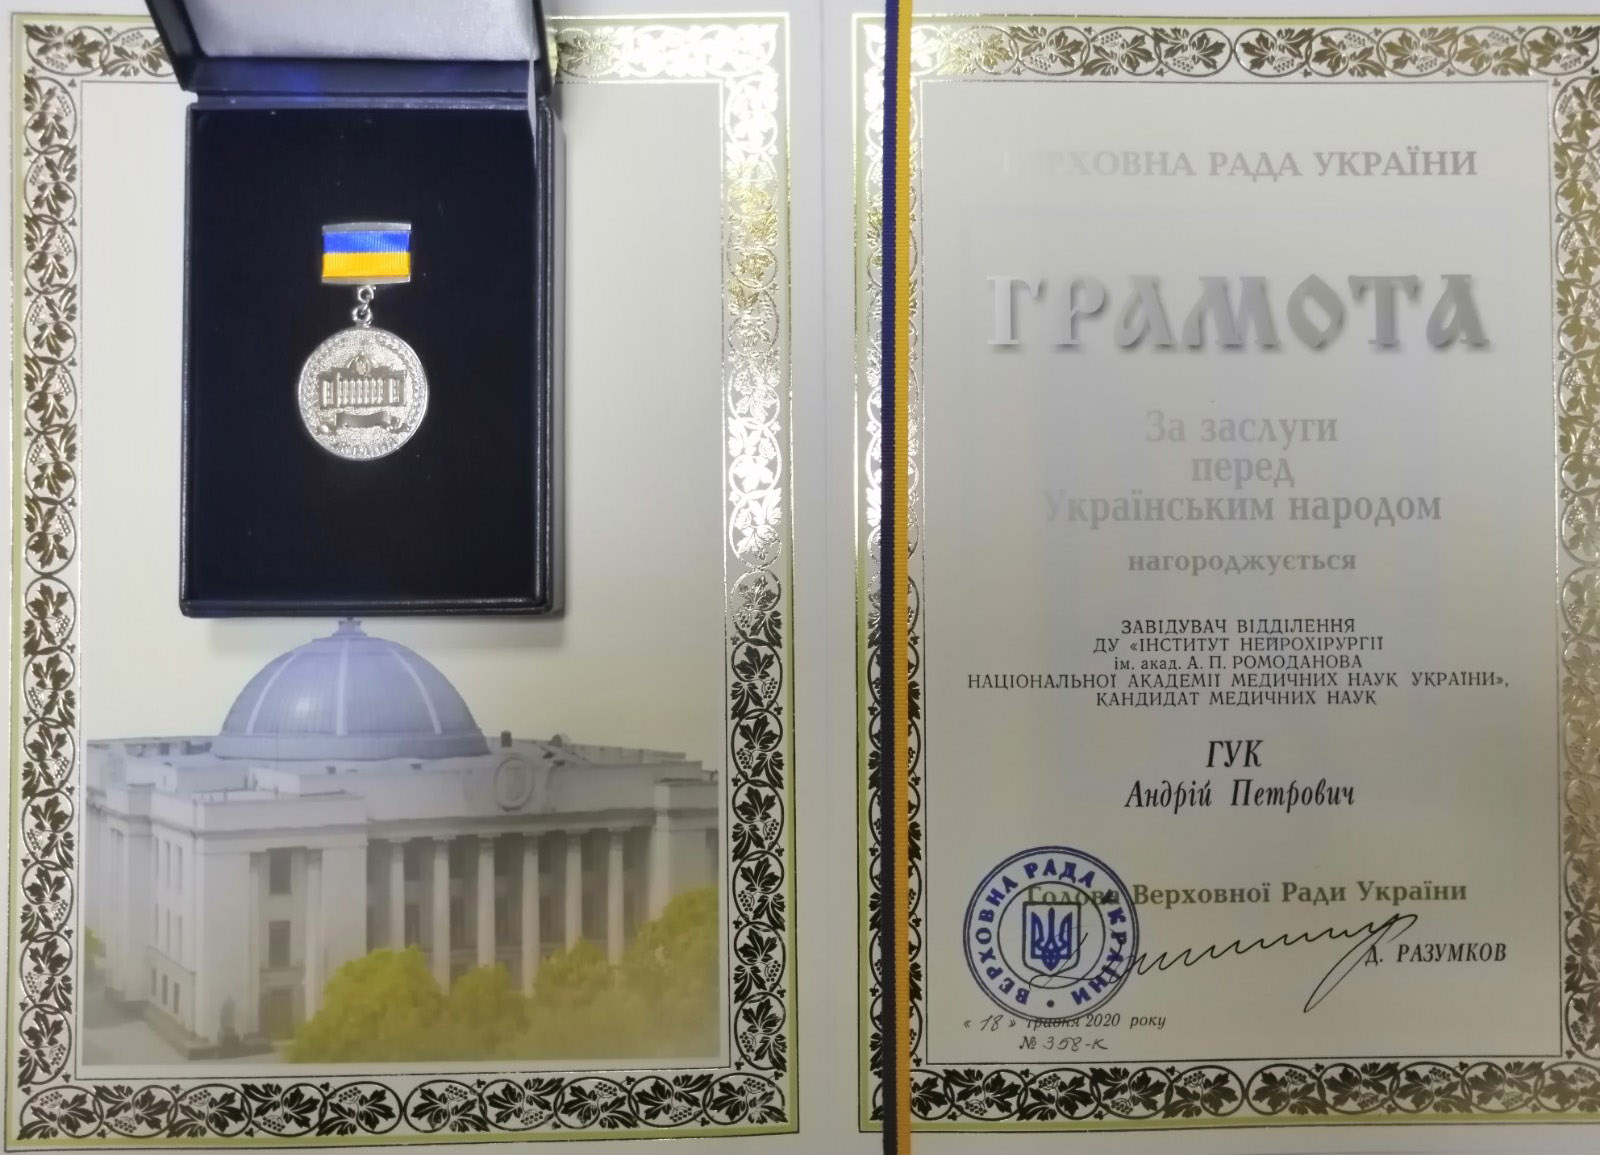 ВЕРХОВНА РАДА УКРАЇНИ
ГРАМОТА
За заслуги
перед
Українським народом
нагороджується
ЗАВІДУВАЧ ВІДДІЛЕННЯ
ДУ «ІНСТИТУТ НЕЙРОХІРУРГІЇ
ім. акад. А. П. РОМОДАНОВА
НАЦІОНАЛЬНОЇ АКАДЕМІЇ МЕДИЧНИХ НАУК УКРАЇНИ»,
КАНДИДАТ МЕДИЧНИХ НАУК
ГУК
Андрій Петрович
Голова Верховної Ради України
Д. РАЗУМКОВ
ВЕРХОВНА РАДА УКРАЇНИ
« 18 » травня 2020 року
№ 358-к